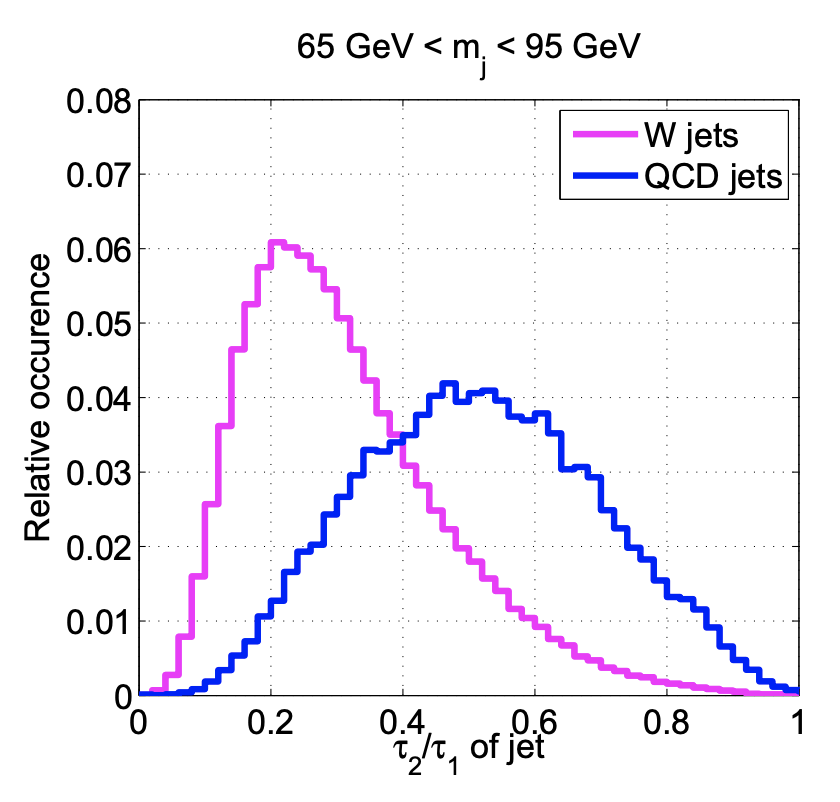 65 GeV < m_j < 95 GeV
0.08
0.07
0.06
0.05
0.04
0.03
0.02
0.01
0
Relative occurence
W jets
QCD jets
0 0.2 0.4 0.6 0.8 1
τ₂/τ₁ of jet